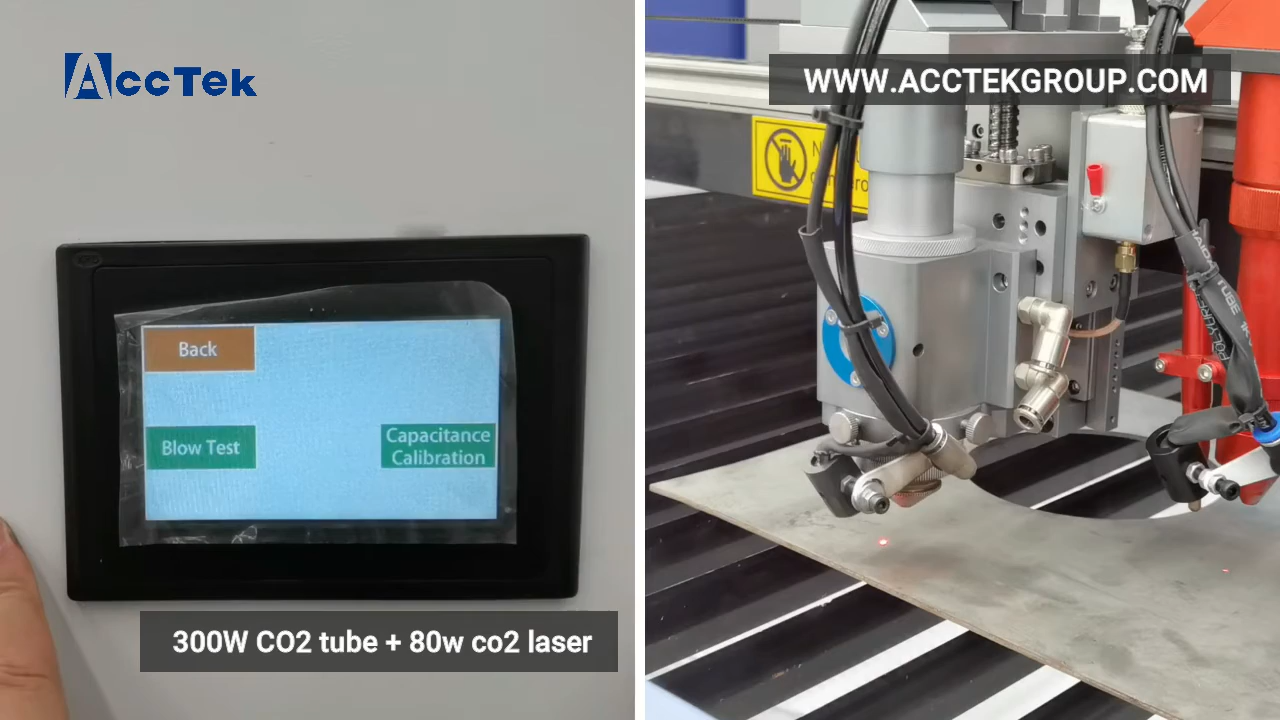 AccTek
WWW.ACCTEKGROUP.COM
Back
Blow Test
Capacitance
Calibration
300W CO2 tube + 80w co2 laser